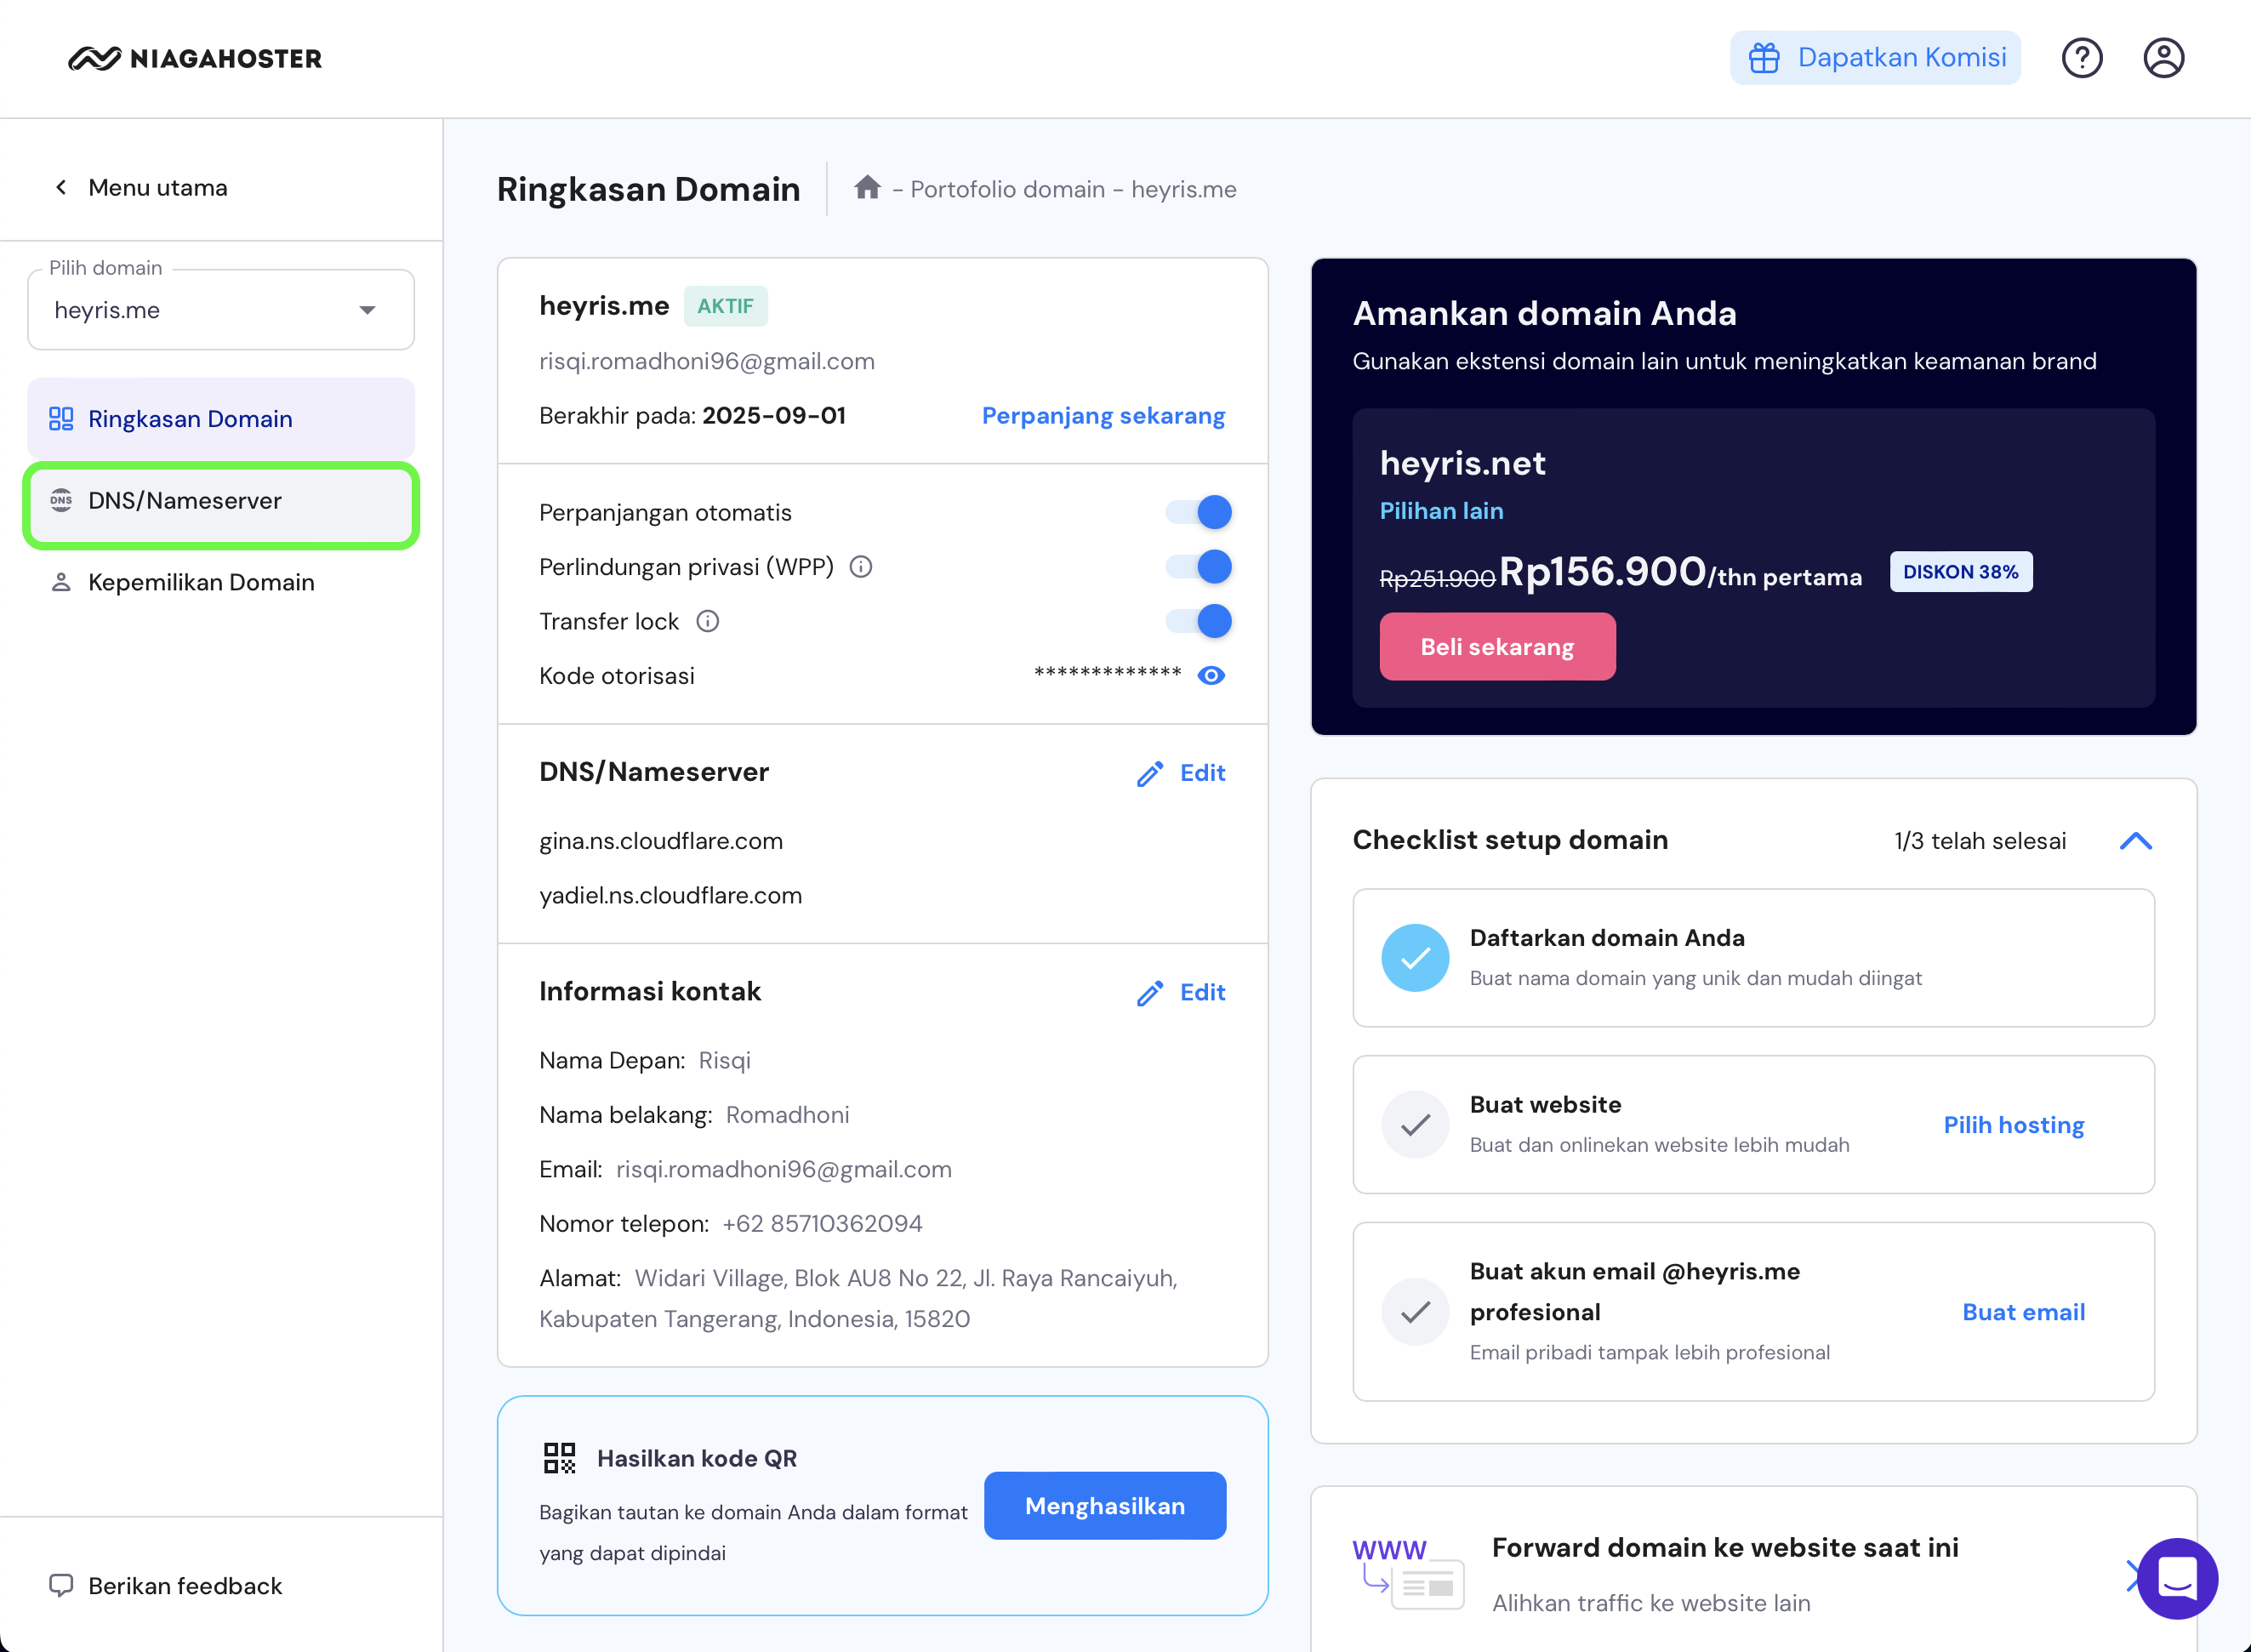 NIAGAHOSTER
Dapatkan Komisi
Menu utama
Pilih domain
heyris.me
Ringkasan Domain
DNS
DNS/Nameserver
Kepemilikan Domain
Berikan feedback
Ringkasan Domain
- Portofolio domain - heyris.me
heyris.me AKTIF
risqi.romadhoni96@gmail.com
Berakhir pada: 2025-09-01 Perpanjang sekarang
Perpanjangan otomatis
Perlindungan privasi (WPP)
Transfer lock
Kode otorisasi *************
DNS/Nameserver Edit
gina.ns.cloudflare.com
yadiel.ns.cloudflare.com
Informasi kontak Edit
Nama Depan: Risqi
Nama belakang: Romadhoni
Email: risqi.romadhoni96@gmail.com
Nomor telepon: +62 85710362094
Alamat: Widari Village, Blok AU8 No 22, Jl. Raya Rancaiyuh,
Kabupaten Tangerang, Indonesia, 15820
Hasilkan kode QR
Bagikan tautan ke domain Anda dalam format
yang dapat dipindai
Menghasilkan
Amankan domain Anda
Gunakan ekstensi domain lain untuk meningkatkan keamanan brand
heyris.net
Pilihan lain
Rp251.900 Rp156.900/thn pertama DISKON 38%
Beli sekarang
Checklist setup domain 1/3 telah selesai
Daftarkan domain Anda
Buat nama domain yang unik dan mudah diingat
Buat website
Buat dan onlinekan website lebih mudah
Pilih hosting
Buat akun email @heyris.me
profesional
Email pribadi tampak lebih profesional
Buat email
WWW
Forward domain ke website saat ini
Alihkan traffic ke website lain